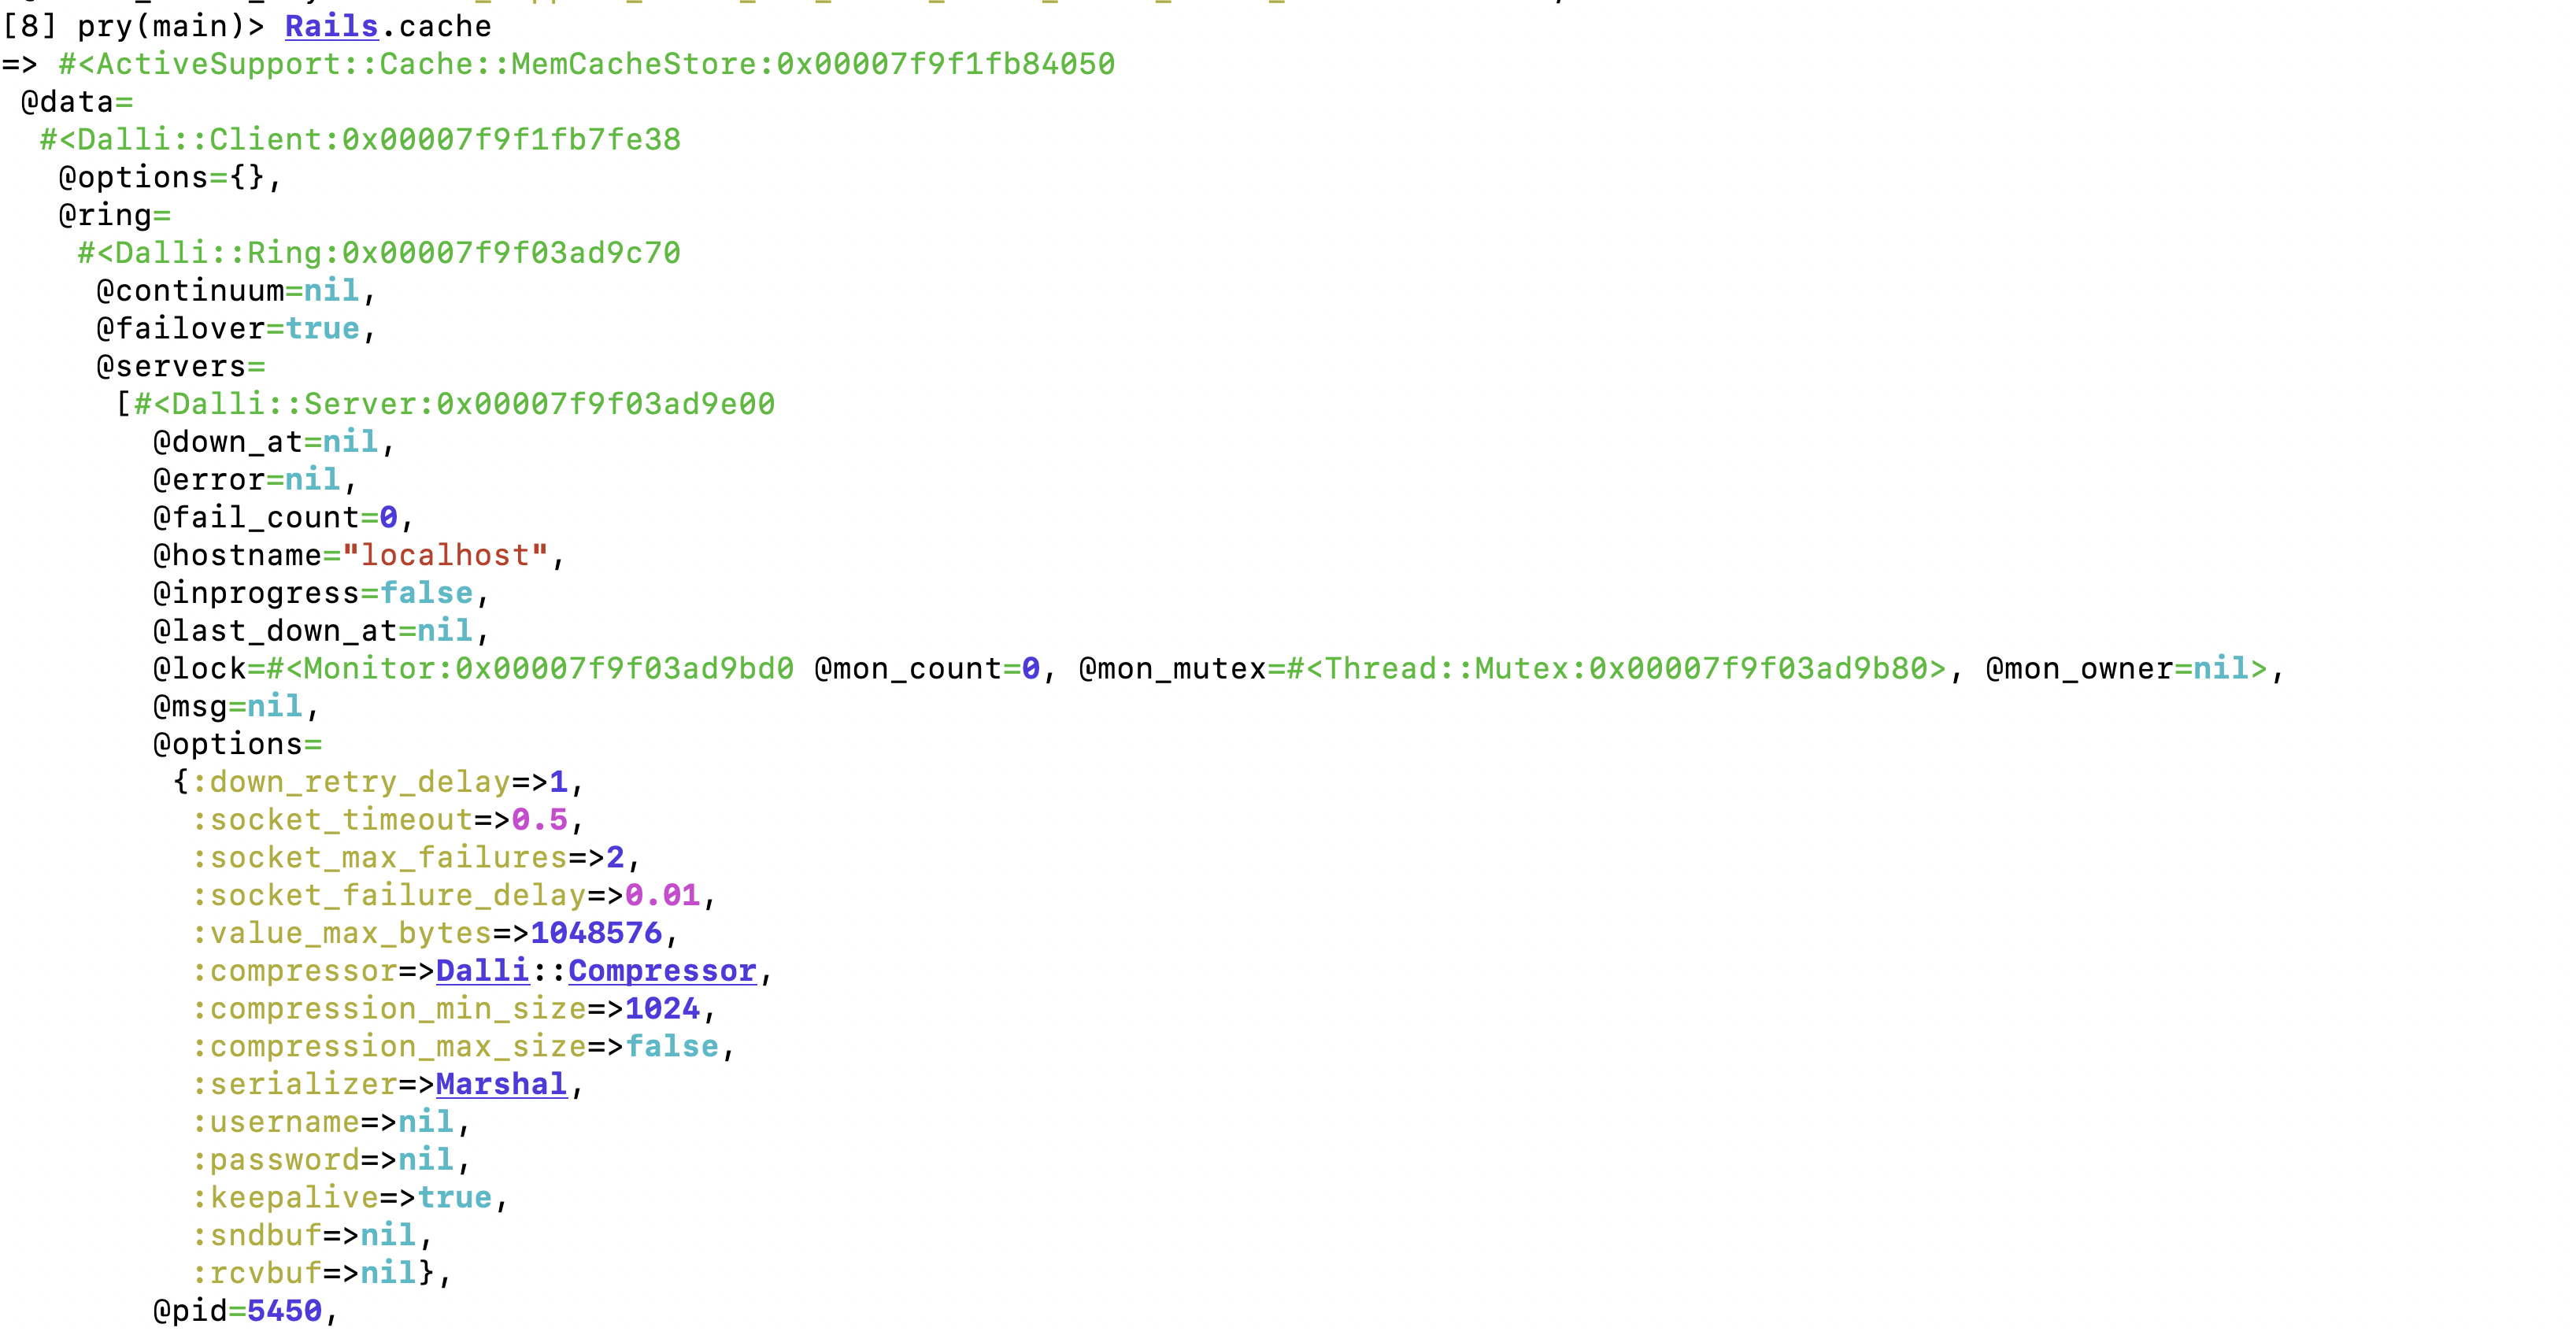 [8] pry(main)> Rails.cache
=> #<ActiveSupport::Cache::MemCacheStore:0x00007f9f1fb84050
 @data=
  #<Dalli::Client:0x00007f9f1fb7fe38
   @options={},
   @ring=
    #<Dalli::Ring:0x00007f9f03ad9c70
     @continuum=nil,
     @failover=true,
     @servers=
      [#<Dalli::Server:0x00007f9f03ad9e00
        @down_at=nil,
        @error=nil,
        @fail_count=0,
        @hostname="localhost",
        @inprogress=false,
        @last_down_at=nil,
        @lock=#<Monitor:0x00007f9f03ad9bd0 @mon_count=0, @mon_mutex=#<Thread::Mutex:0x00007f9f03ad9b80>, @mon_owner=nil>,
        @msg=nil,
        @options=
         {:down_retry_delay=>1,
          :socket_timeout=>0.5,
          :socket_max_failures=>2,
          :socket_failure_delay=>0.01,
          :value_max_bytes=>1048576,
          :compressor=>Dalli::Compressor,
          :compression_min_size=>1024,
          :compression_max_size=>false,
          :serializer=>Marshal,
          :username=>nil,
          :password=>nil,
          :keepalive=>true,
          :sndbuf=>nil,
          :rcvbuf=>nil},
        @pid=5450,